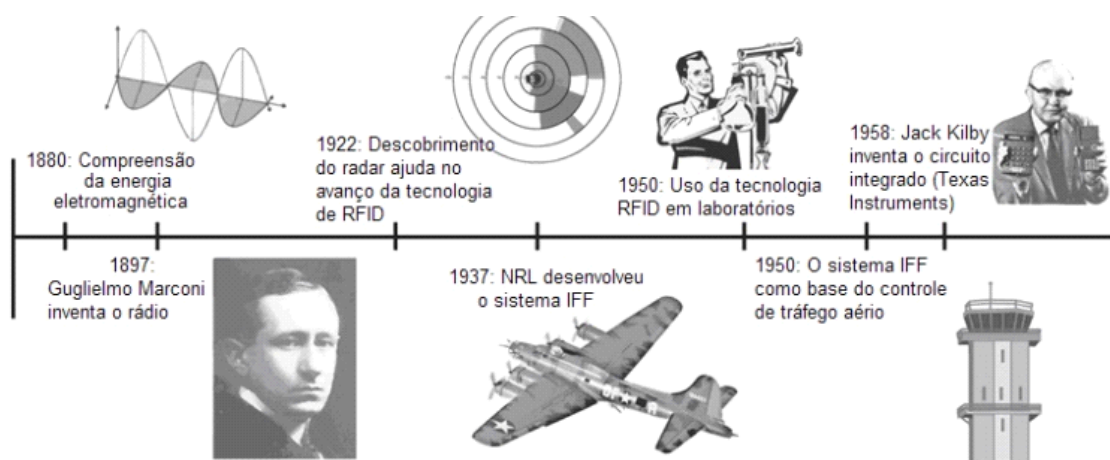 1880: Compreensão
da energia
eletromagnética
1922: Descobrimento
do radar ajuda no
avanço da tecnologia
de RFID
1950: Uso da tecnologia
RFID em laboratórios
1958: Jack Kilby
inventa o circuito
integrado (Texas
Instruments)
1897:
Guglielmo Marconi
inventa o rádio
1937: NRL desenvolveu
o sistema IFF
1950: O sistema IFF
como base do controle
de tráfego aério